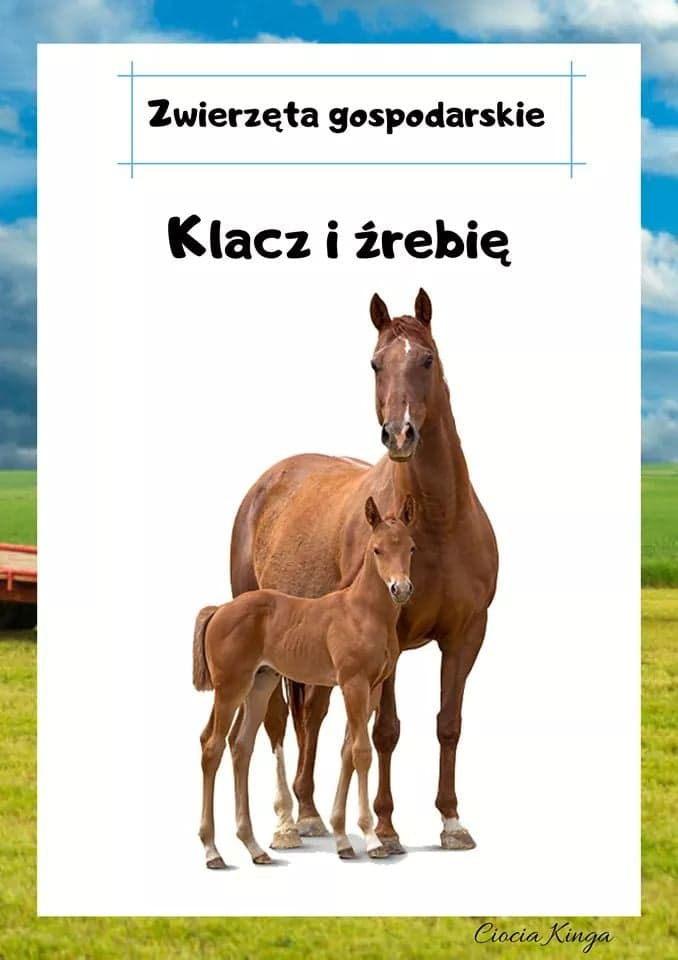 Zwierzęta gospodarskie
Klacz i źrebię
Ciocia Kinga